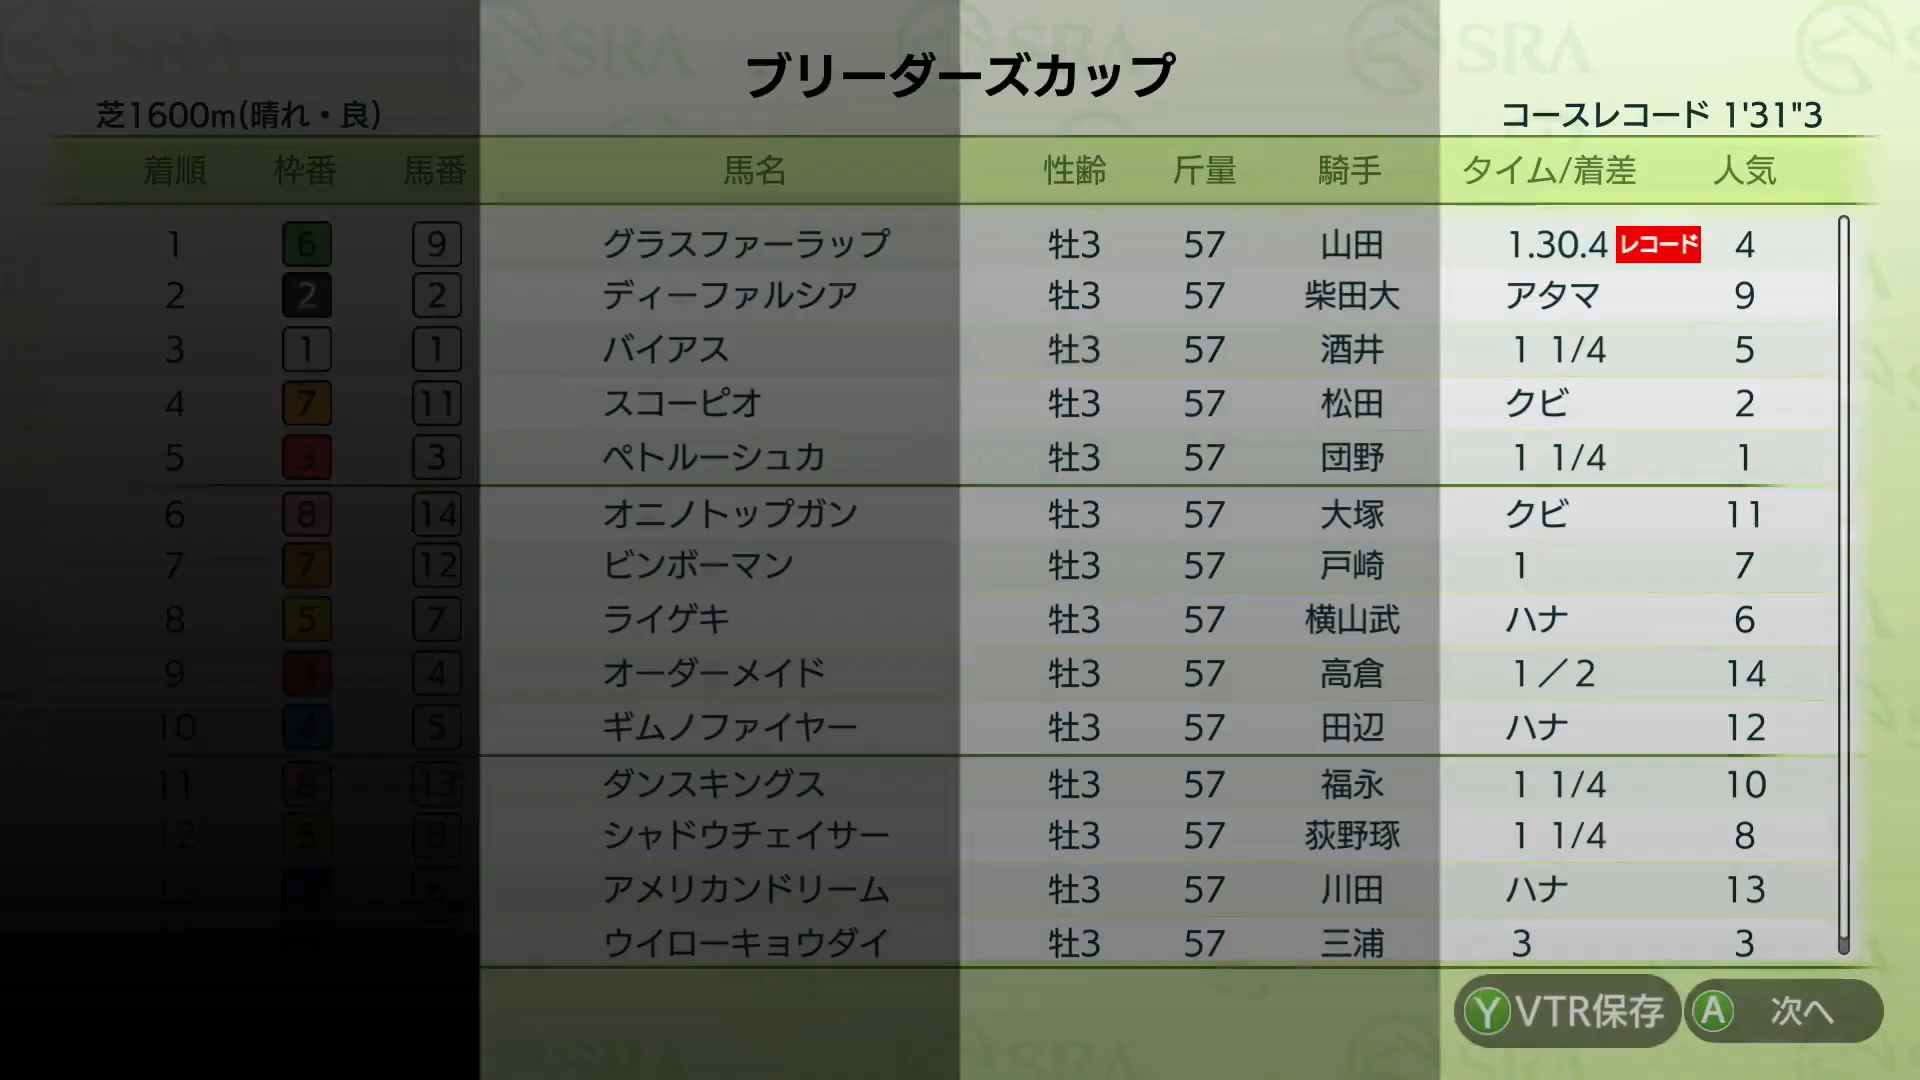 ブリーダーズカップ
芝1600m(晴れ・良) コースレコード 1'31"3
着順 枠番 馬番 馬名 性齢 斤量 騎手 タイム/着差 人気
1 6 9 グラスファーラップ 牡3 57 山田 1.30.4 レコード 4
2 2 2 ディーファルシア 牡3 57 柴田大 アタマ 9
3 1 1 バイアス 牡3 57 酒井 1 1/4 5
4 7 11 スコーピオ 牡3 57 松田 クビ 2
5 3 3 ペトルーシュカ 牡3 57 団野 1 1/4 1
6 8 14 オニノトップガン 牡3 57 大塚 クビ 11
7 7 12 ビンボーマン 牡3 57 戸崎 1 7
8 5 7 ライゲキ 牡3 57 横山武 ハナ 6
9 4 オーダーメイド 牡3 57 高倉 1／2 14
10 4 5 ギムノファイヤー 牡3 57 田辺 ハナ 12
11 8 13 ダンスキングス 牡3 57 福永 1 1/4 10
12 5 8 シャドウチェイサー 牡3 57 荻野琢 1 1/4 8
アメリカンドリーム 牡3 57 川田 ハナ 13
ウイローキョウダイ 牡3 57 三浦 3 3
Y VTR保存 A 次へ